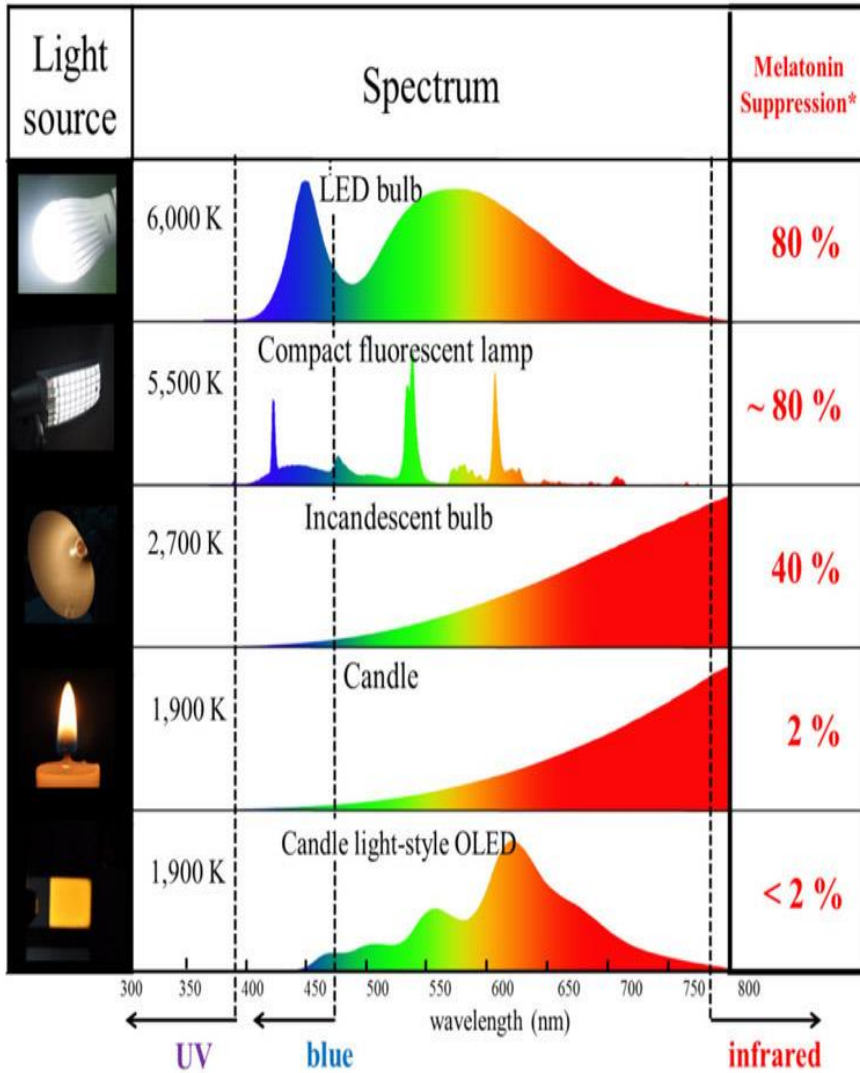 Light
source
Spectrum
Melatonin
Suppression*
6,000 K
LED bulb
80 %
5,500 K
Compact fluorescent lamp
~ 80 %
2,700 K
Incandescent bulb
40 %
1,900 K
Candle
2 %
1,900 K
Candle light-style OLED
< 2 %
300 350 400 450 500 550 600 650 700 750 800
wavelength (nm)
UV blue infrared